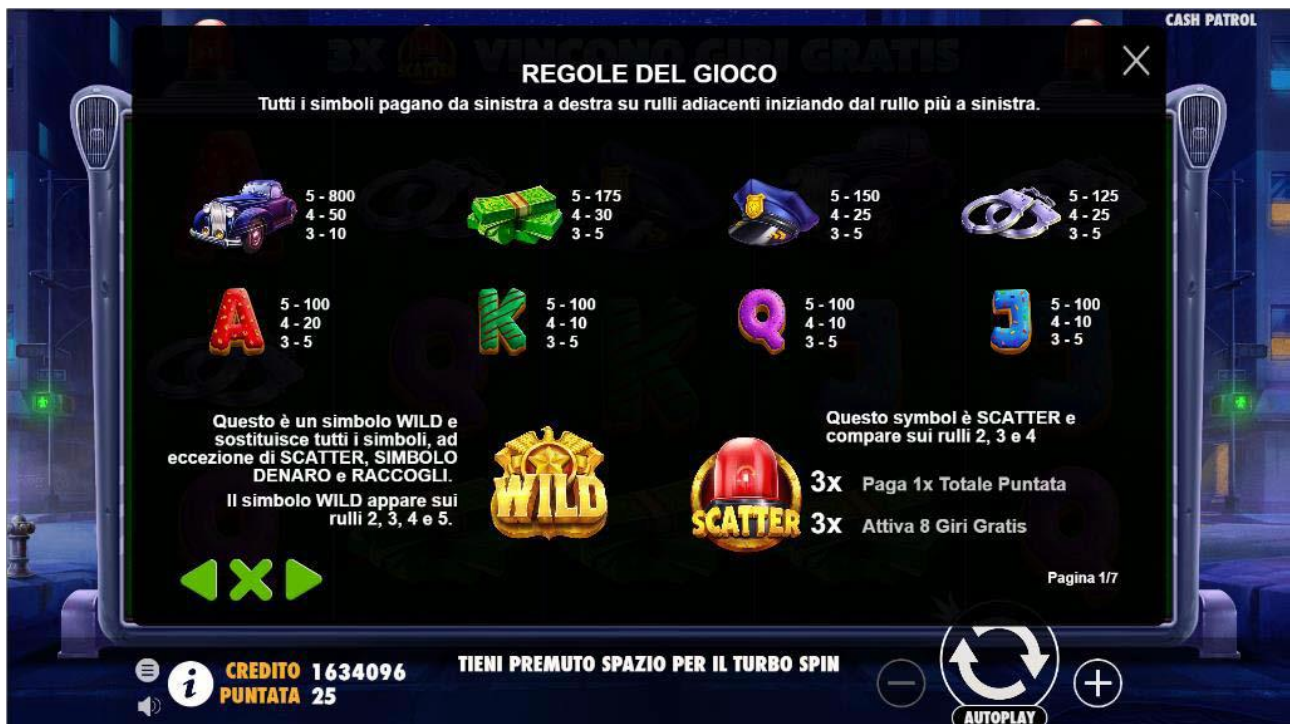 CASH PATROL
3X SCATTER VINCONO GIRI GRATIS
REGOLE DEL GIOCO
Tutti i simboli pagano da sinistra a destra su rulli adiacenti iniziando dal rullo più a sinistra.
5 - 800
4 - 50
3 - 10
5 - 175
4 - 30
3 - 5
5 - 150
4 - 25
3 - 5
5 - 125
4 - 25
3 - 5
A
5 - 100
4 - 20
3 - 5
K
5 - 100
4 - 10
3 - 5
Q
5 - 100
4 - 10
3 - 5
J
5 - 100
4 - 10
3 - 5
Questo è un simbolo WILD e
sostituisce tutti i simboli, ad
eccezione di SCATTER, SIMBOLO
DENARO e RACCOGLI.
Il simbolo WILD appare sui
rulli 2, 3, 4 e 5.
WILD
Questo symbol è SCATTER e
compare sui rulli 2, 3 e 4
SCATTER
3x Paga 1x Totale Puntata
3x Attiva 8 Giri Gratis
Pagina 1/7
CREDITO 1634096
PUNTATA 25
TIENI PREMUTO SPAZIO PER IL TURBO SPIN
AUTOPLAY